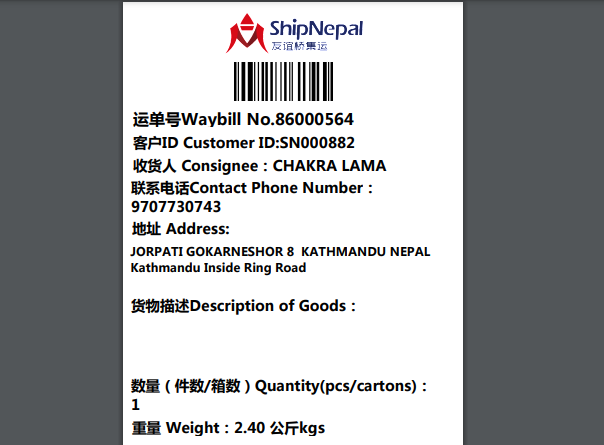 ShipNepal
友谊桥集运
运单号Waybill No.86000564
客户ID Customer ID:SN000882
收货人 Consignee：CHAKRA LAMA
联系电话Contact Phone Number：
9707730743
地址 Address:
JORPATI GOKARNESHOR 8 KATHMANDU NEPAL
Kathmandu Inside Ring Road
货物描述Description of Goods：
数量（件数/箱数）Quantity(pcs/cartons)：
1
重量 Weight：2.40 公斤kgs